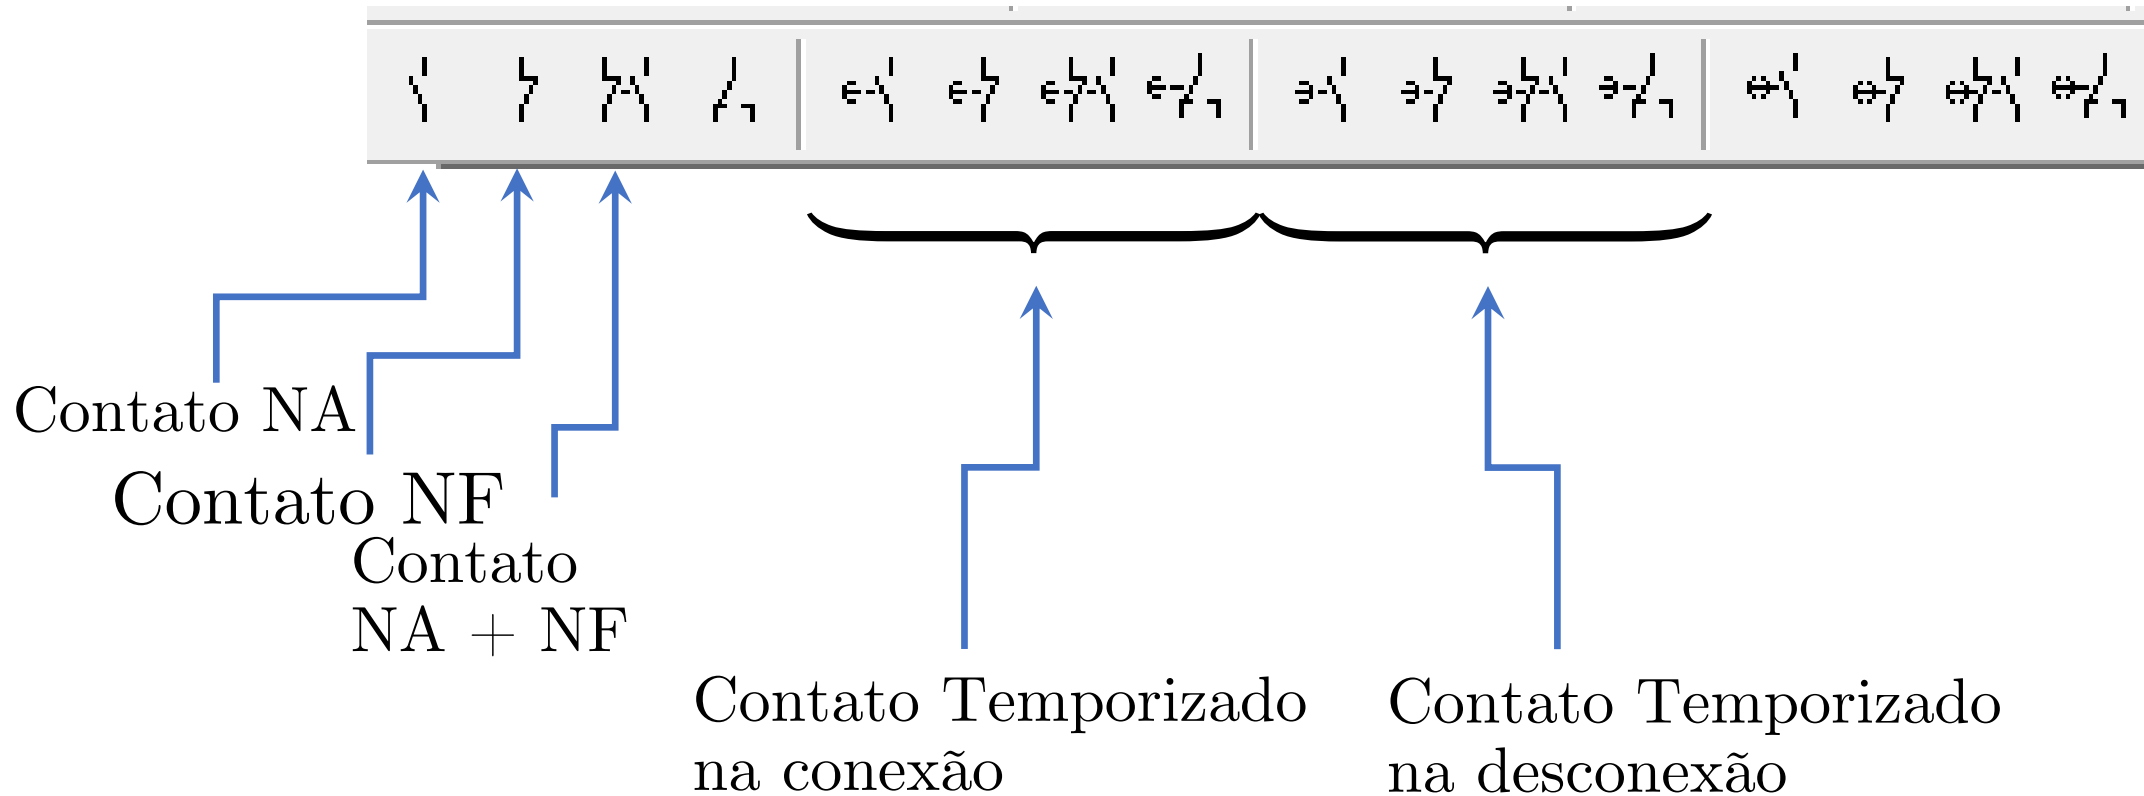 Contato NA
Contato NF
Contato
NA + NF
Contato Temporizado
na conexão
Contato Temporizado
na desconexão